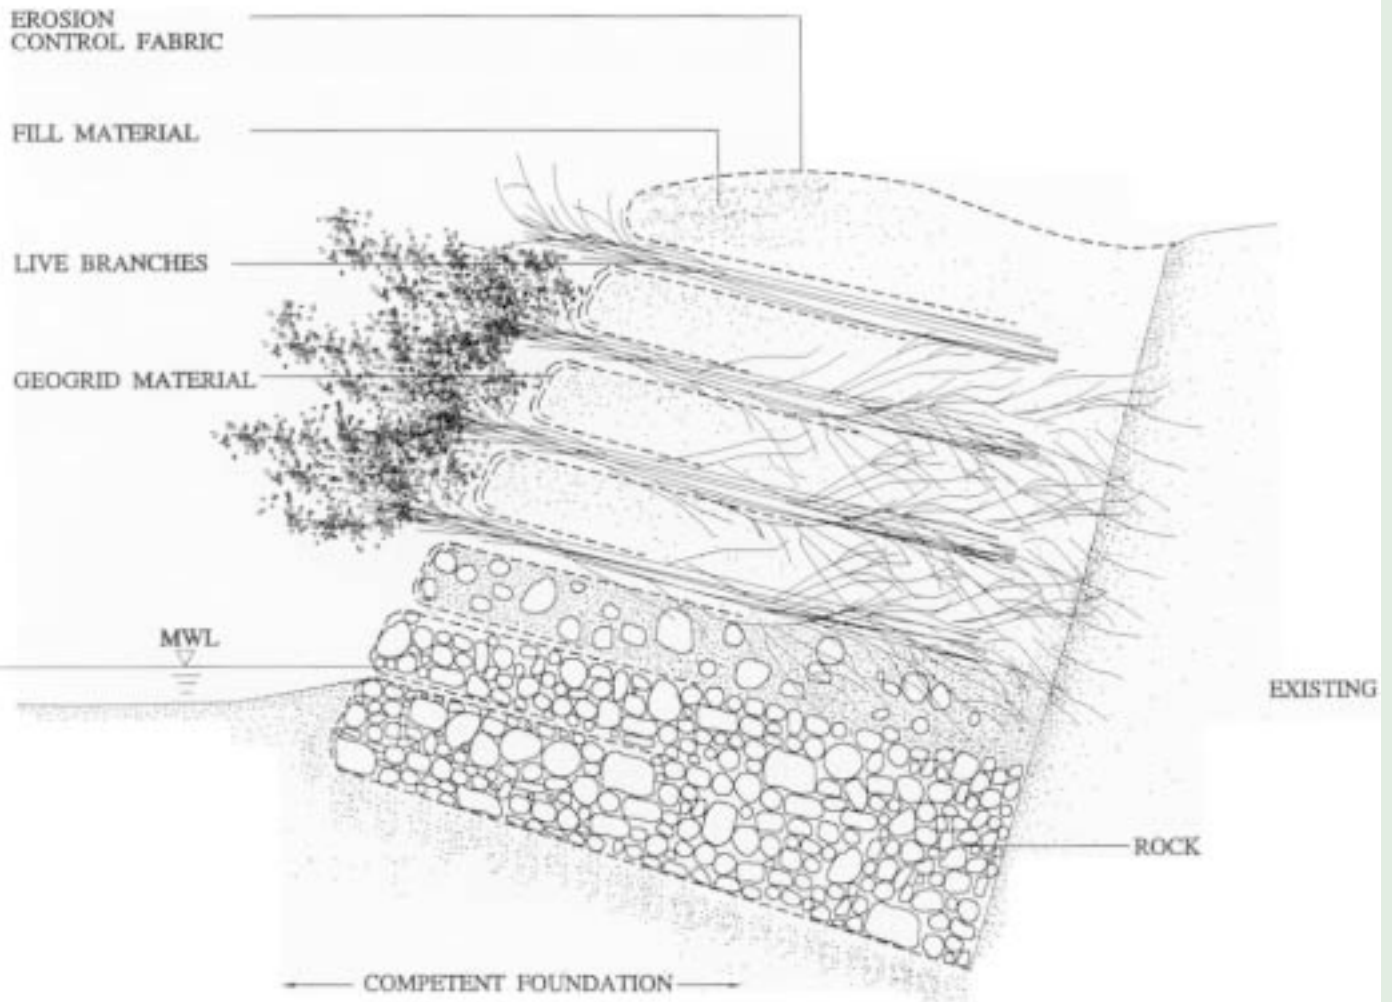 EROSION
CONTROL FABRIC
FILL MATERIAL
LIVE BRANCHES
GEOGRID MATERIAL
MWL
EXISTING
ROCK
COMPETENT FOUNDATION